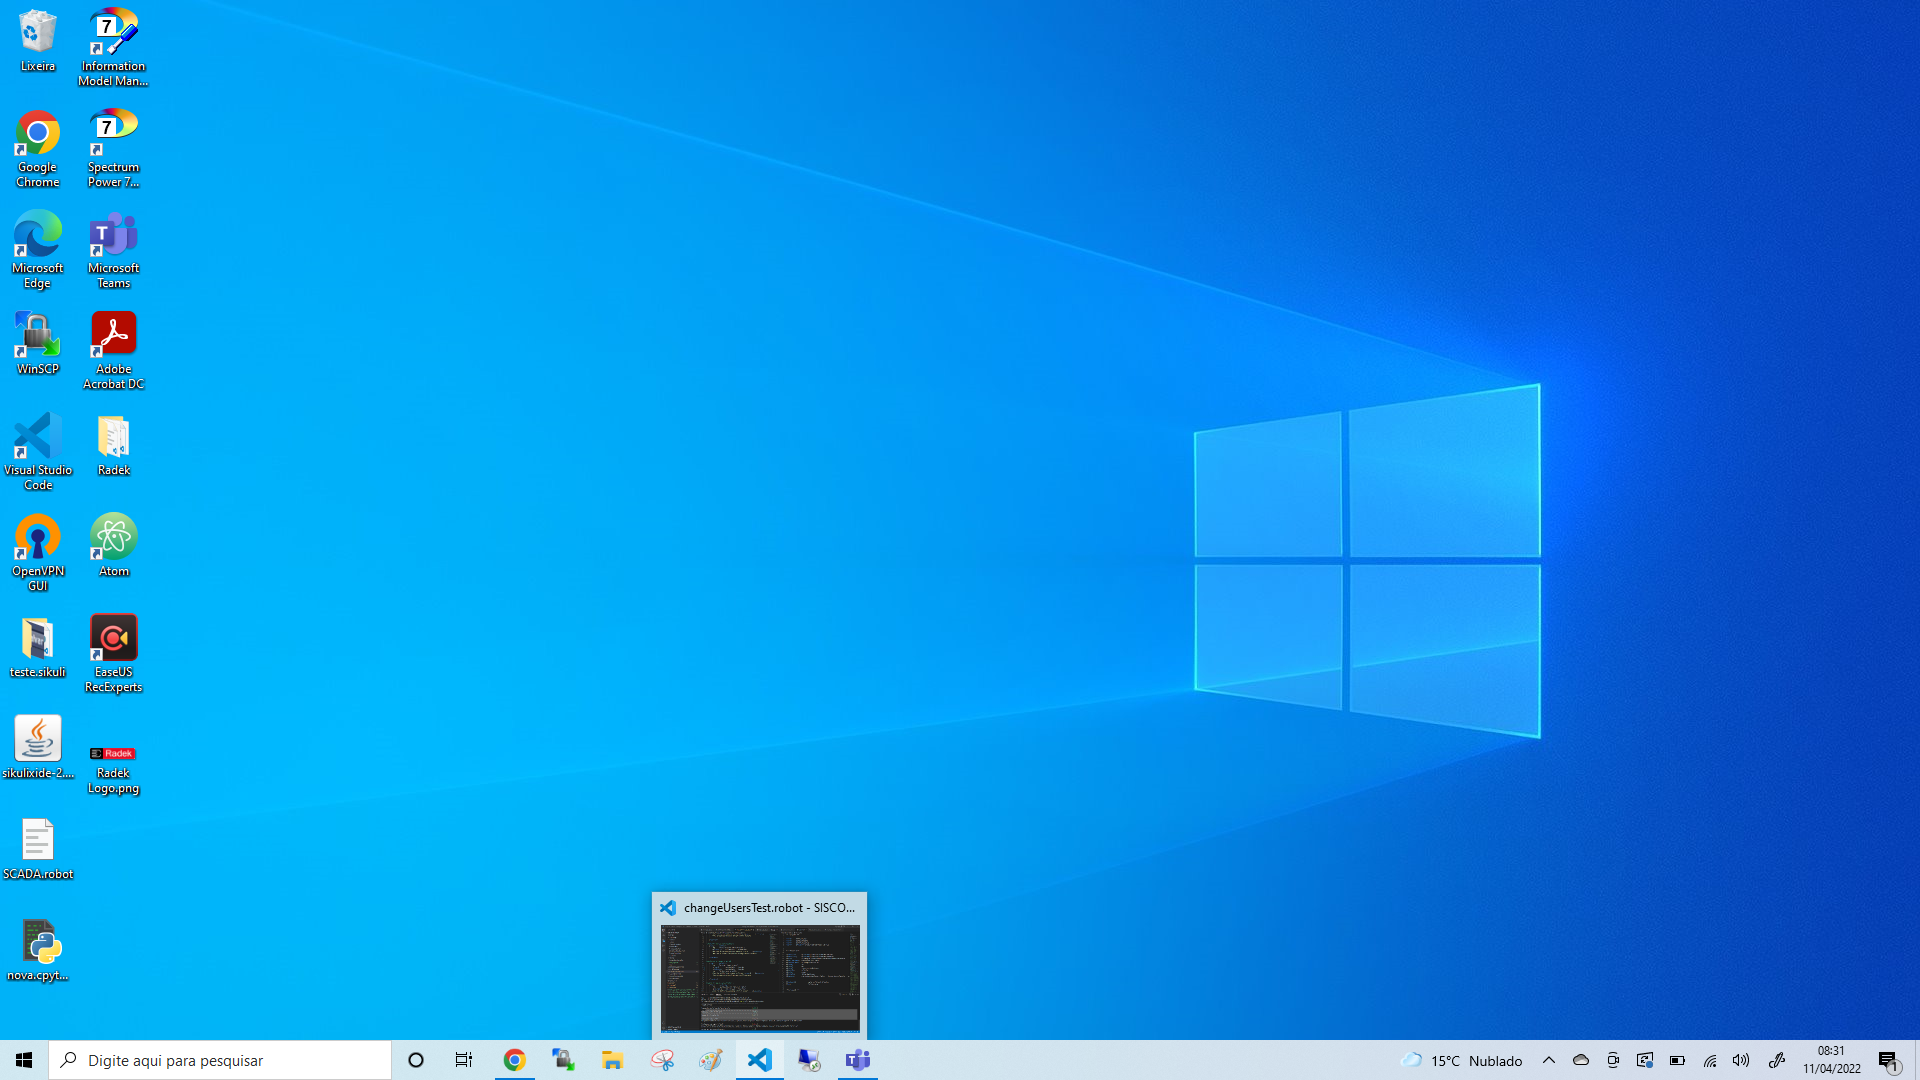 Lixeira
7
Information
Model Man...
Google
Chrome
7
Spectrum
Power 7...
Microsoft
Edge
T
Microsoft
Teams
WinSCP
Adobe
Acrobat DC
Visual Studio
Code
Radek
OpenVPN
GUI
Atom
teste.sikuli
EaseUS
RecExperts
sikulixide-2....
Radek
Radek
Logo.png
SCADA.robot
nova.cpyt...
changeUsersTest.robot - SISCO...
Digite aqui para pesquisar
T
15°C Nublado
08:31
11/04/2022
1